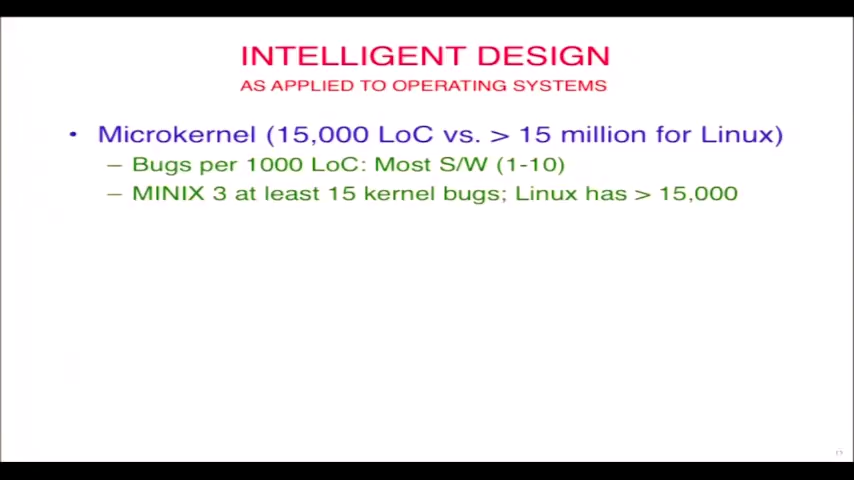 INTELLIGENT DESIGN
AS APPLIED TO OPERATING SYSTEMS
• Microkernel (15,000 LoC vs. > 15 million for Linux)
– Bugs per 1000 LoC: Most S/W (1-10)
– MINIX 3 at least 15 kernel bugs; Linux has > 15,000